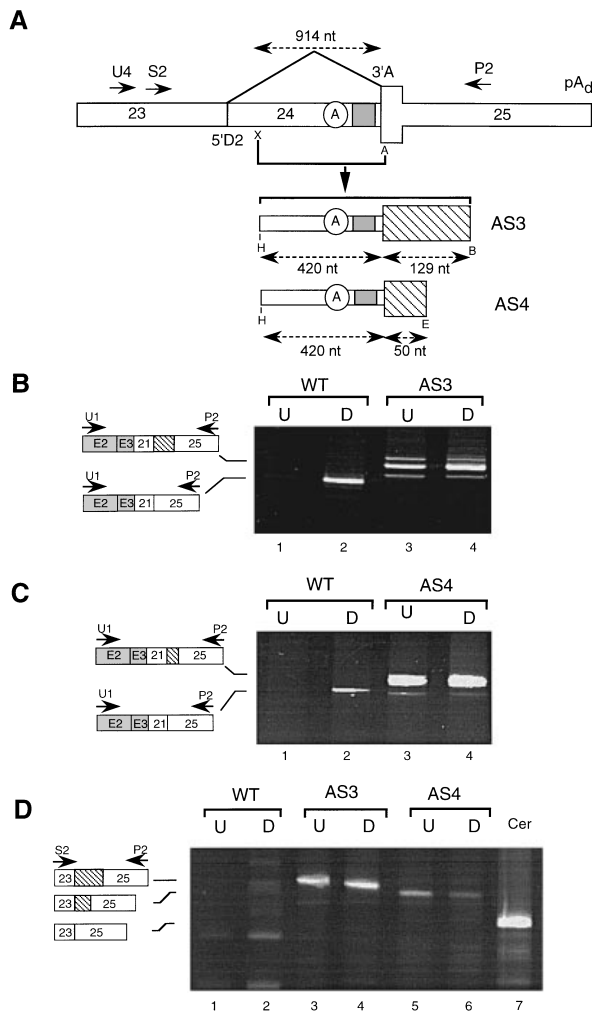 A
914 nt
U4 S2 3'A P2 pAd
23 24 A 25
5'D2 X A
A AS3
H B
420 nt 129 nt
A AS4
H E
420 nt 50 nt
B
WT AS3
U D U D
U1 P2
E2 E3 21 25
U1 P2
E2 E3 21 25
1 2 3 4
C
WT AS4
U D U D
U1 P2
E2 E3 21 25
U1 P2
E2 E3 21 25
1 2 3 4
D
WT AS3 AS4
U D U D U D Cer
S2 P2
23 25
23 25
23 25
1 2 3 4 5 6 7